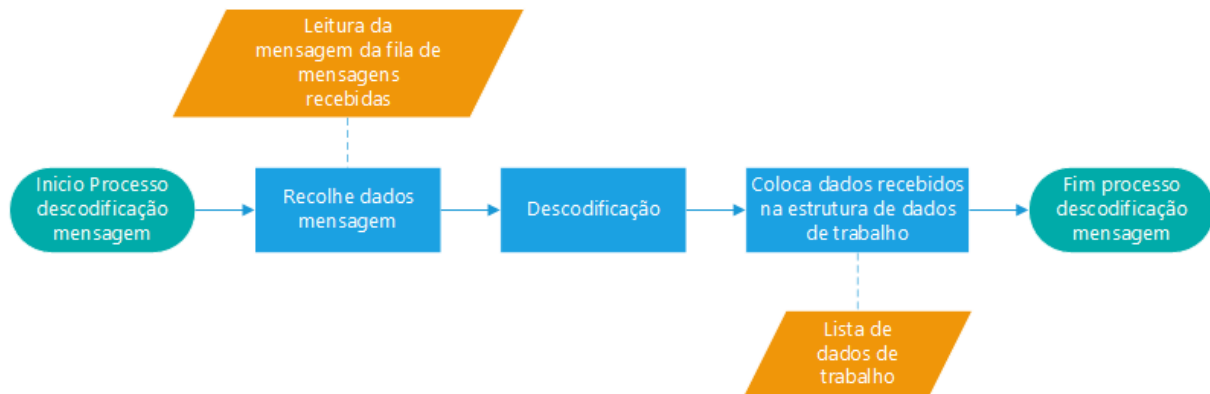 Leitura da
mensagem da fila de
mensagens
recebidas
Inicio Processo
descodificação
mensagem
Recolhe dados
mensagem
Descodificação
Coloca dados recebidos
na estrutura de dados
de trabalho
Fim processo
descodificação
mensagem
Lista de
dados de
trabalho